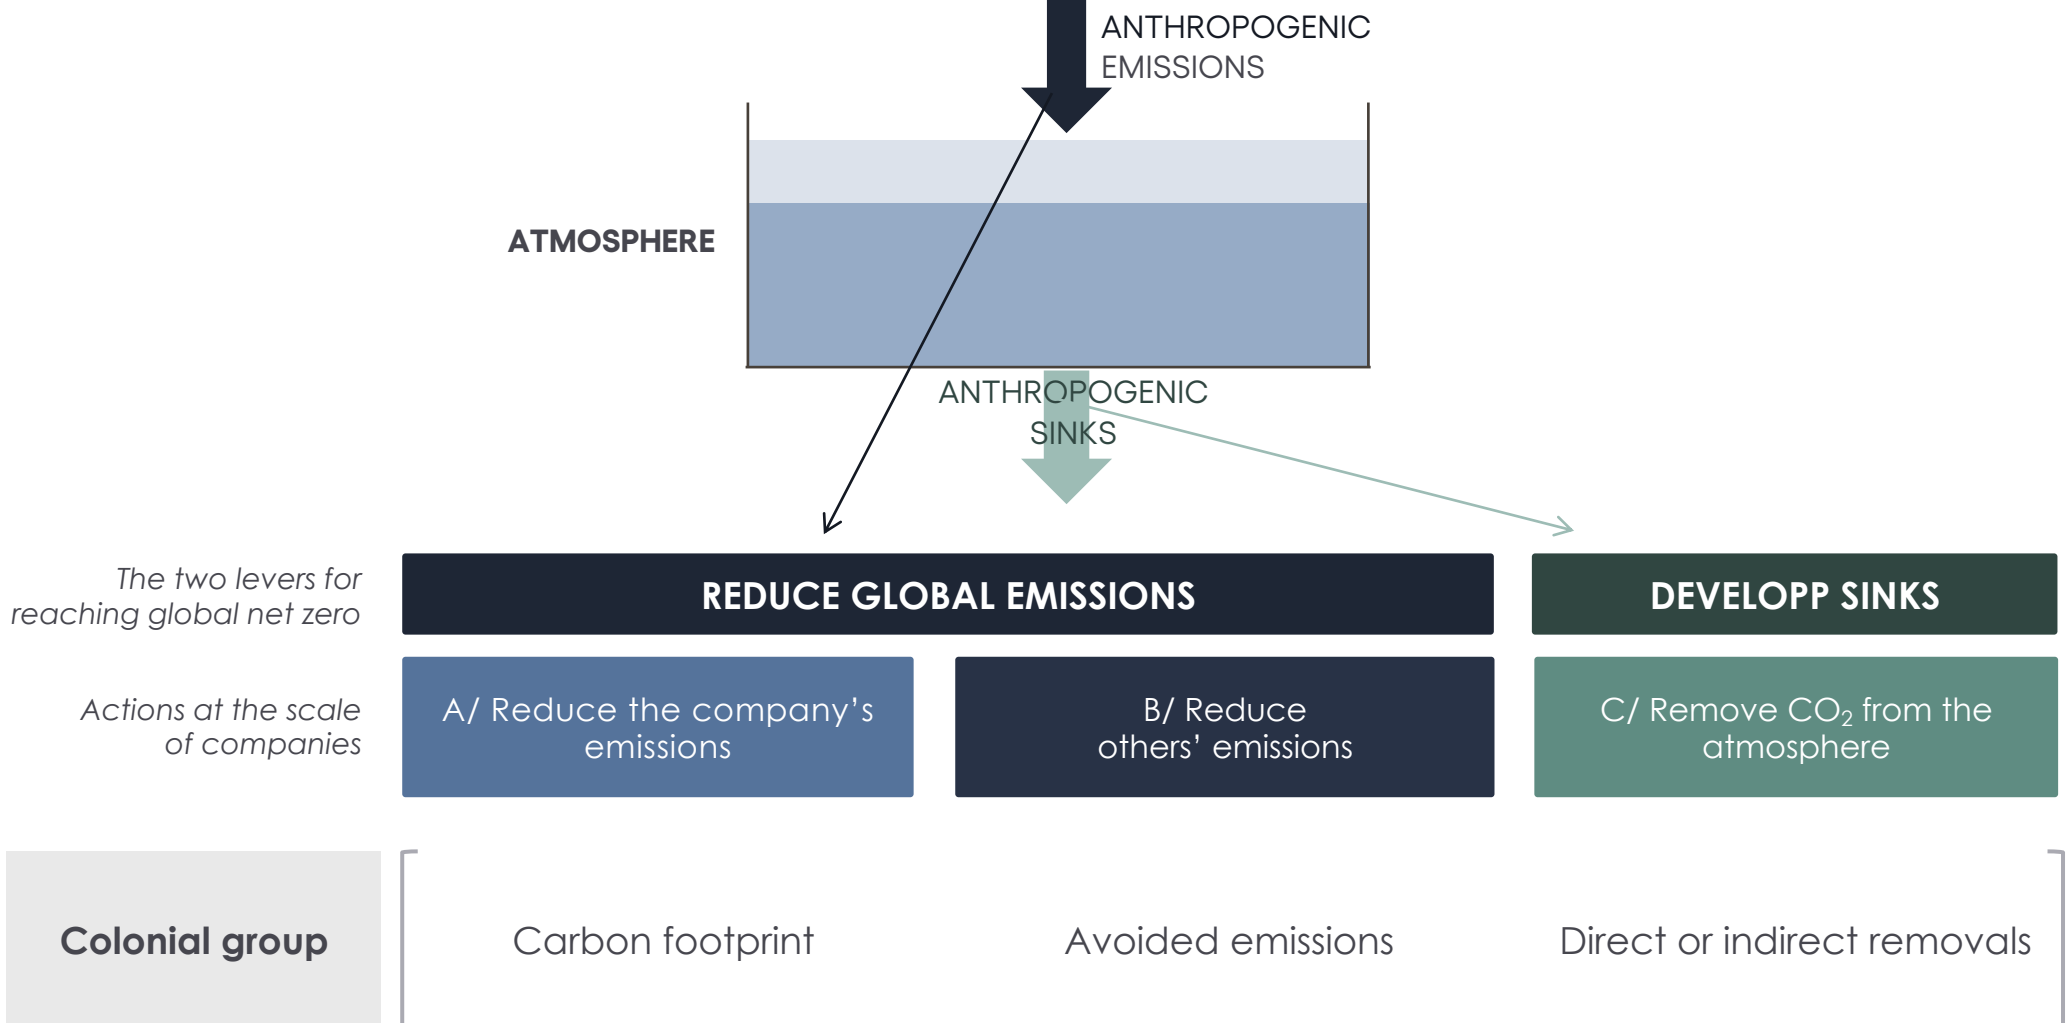 ANTHROPOGENIC
EMISSIONS
ATMOSPHERE
ANTHROPOGENIC
SINKS
The two levers for
reaching global net zero
REDUCE GLOBAL EMISSIONS
DEVELOPP SINKS
Actions at the scale
of companies
A/ Reduce the company’s
emissions
B/ Reduce
others’ emissions
C/ Remove CO₂ from the
atmosphere
Colonial group
Carbon footprint
Avoided emissions
Direct or indirect removals